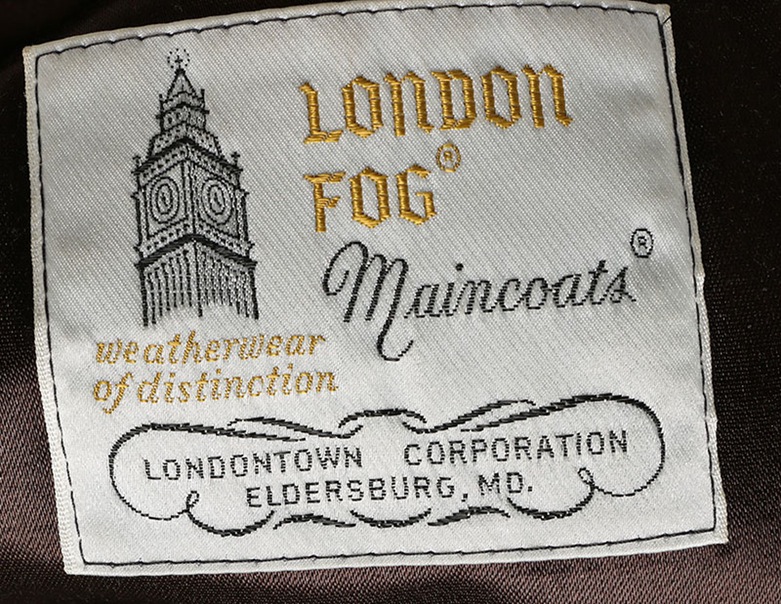 LONDON
FOG®
Maincoats®
weatherwear
of distinction
LONDONTOWN CORPORATION
ELDERSBURG, MD.